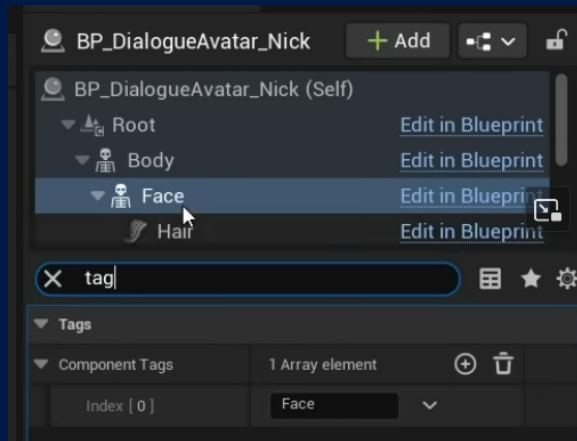 BP_DialogueAvatar_Nick + Add
BP_DialogueAvatar_Nick (Self)
Root Edit in Blueprint
Body Edit in Blueprint
Face Edit in Blueprint
Hair Edit in Blueprint
tag
Tags
Component Tags 1 Array element
Index [ 0 ] Face